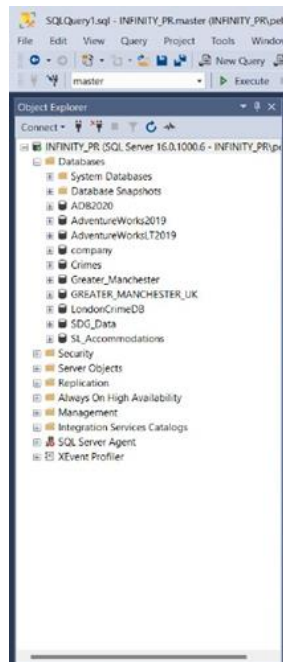 SQLQuery1.sql - INFINITY_PR.master (INFINITY_PR\pe
File Edit View Query Project Tools Window
New Query
master Execute
Object Explorer
Connect
INFINITY_PR (SQL Server 16.0.1000.6 - INFINITY_PR\pe
Databases
System Databases
Database Snapshots
ADB2020
AdventureWorks2019
AdventureWorksLT2019
company
Crimes
Greater_Manchester
GREATER_MANCHESTER_UK
LondonCrimeDB
SDG_Data
SL_Accommodations
Security
Server Objects
Replication
Always On High Availability
Management
Integration Services Catalogs
SQL Server Agent
XEvent Profiler